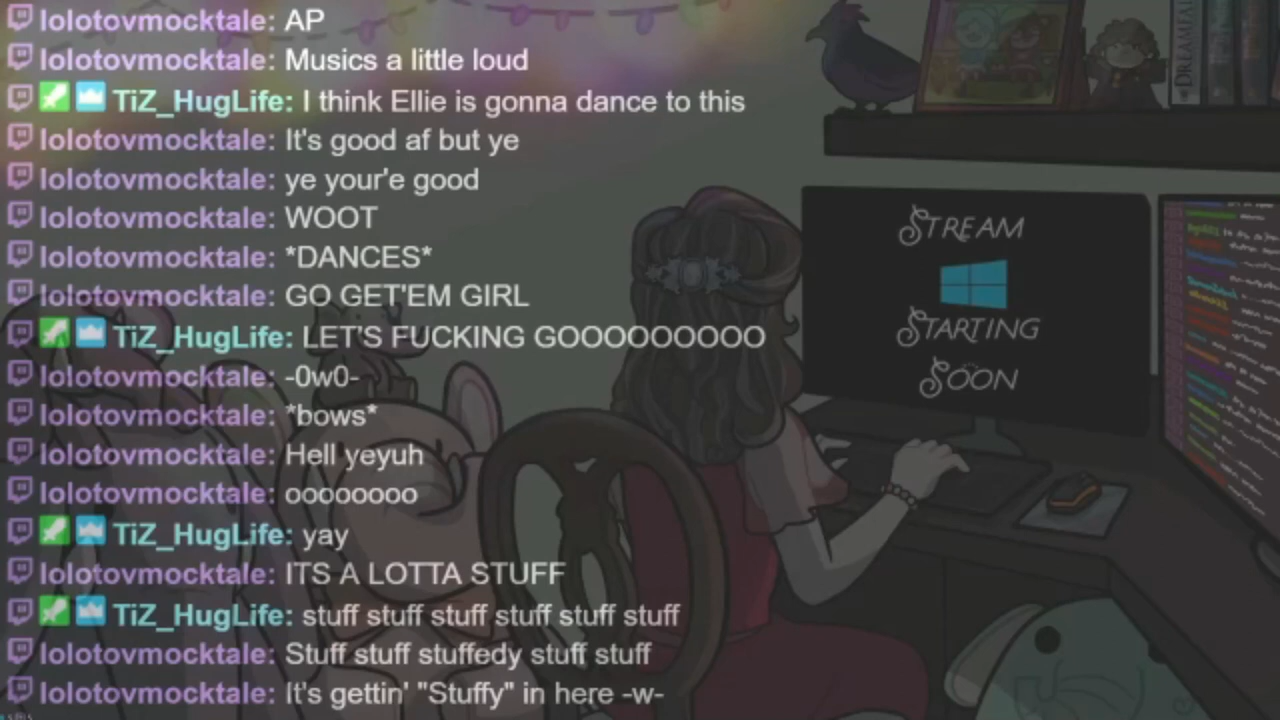 lolotovmocktale: AP
lolotovmocktale: Musics a little loud
TiZ_HugLife: I think Ellie is gonna dance to this
lolotovmocktale: It's good af but ye
lolotovmocktale: ye your'e good
lolotovmocktale: WOOT
lolotovmocktale: *DANCES*
lolotovmocktale: GO GET'EM GIRL
TiZ_HugLife: LET'S FUCKING GOOOOOOOOO
lolotovmocktale: -0w0-
lolotovmocktale: *bows*
lolotovmocktale: Hell yeyuh
lolotovmocktale: oooooooo
TiZ_HugLife: yay
lolotovmocktale: ITS A LOTTA STUFF
TiZ_HugLife: stuff stuff stuff stuff stuff stuff
lolotovmocktale: Stuff stuff stuffedy stuff stuff
lolotovmocktale: It's gettin' "Stuffy" in here -w-
STREAM
STARTING
SOON